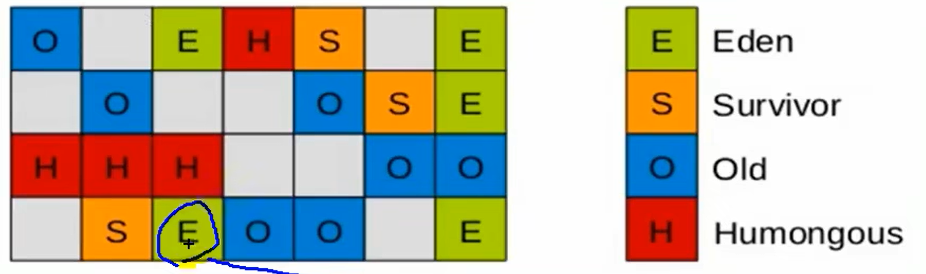 O E H S E
O O S E
H H H O O
S E O O E
E Eden
S Survivor
O Old
H Humongous